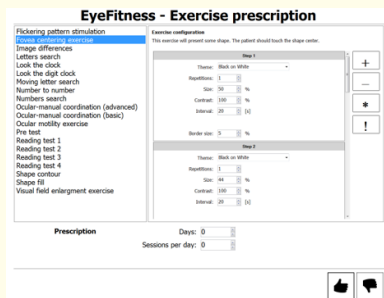 EyeFitness - Exercise prescription
Flickering pattern stimulation
Fovea centering exercise
Image differences
Letters search
Look the clock
Look the digit clock
Moving letter search
Number to number
Numbers search
Ocular-manual coordination (advanced)
Ocular-manual coordination (basic)
Ocular motility exercise
Pre test
Reading test 1
Reading test 2
Reading test 3
Reading test 4
Shape contour
Shape fill
Visual field enlargment exercise
Exercise configuration
This exercise will present some shape. The patient should touch the shape center.
Step 1
Theme: Black on White
Repetitions: 1
Size: 50 %
Contrast: 100 %
Interval: 20 [s]
Border size: 5 %
Step 2
Theme: Black on White
Repetitions: 1
Size: 44 %
Contrast: 100 %
Interval: 20 [s]
+
−
*
!
Prescription
Days: 0
Sessions per day: 0